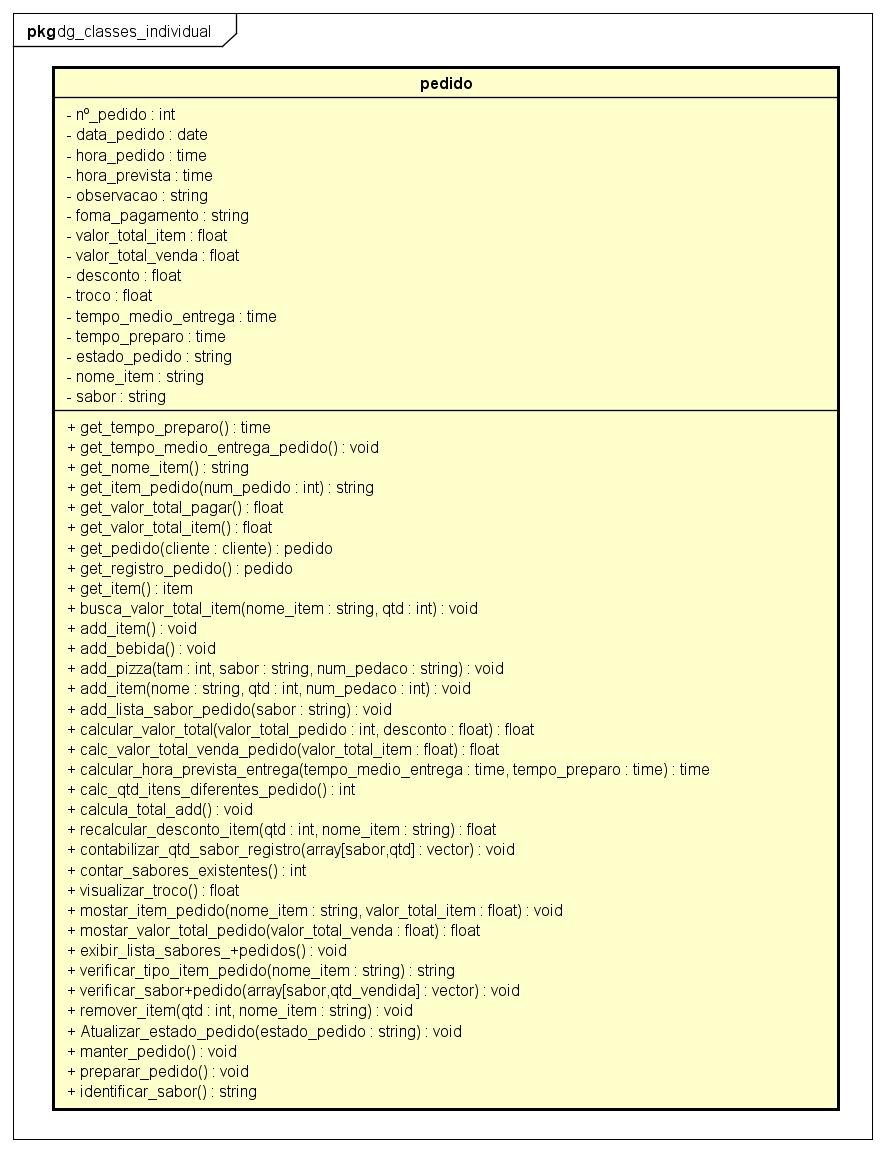 pkg dg_classes_individual
pedido
- nº_pedido : int
- data_pedido : date
- hora_pedido : time
- hora_prevista : time
- observacao : string
- foma_pagamento : string
- valor_total_item : float
- valor_total_venda : float
- desconto : float
- troco : float
- tempo_medio_entrega : time
- tempo_preparo : time
- estado_pedido : string
- nome_item : string
- sabor : string
+ get_tempo_preparo() : time
+ get_tempo_medio_entrega_pedido() : void
+ get_nome_item() : string
+ get_item_pedido(num_pedido : int) : string
+ get_valor_total_pagar() : float
+ get_valor_total_item() : float
+ get_pedido(cliente : cliente) : pedido
+ get_registro_pedido() : pedido
+ get_item() : item
+ busca_valor_total_item(nome_item : string, qtd : int) : void
+ add_item() : void
+ add_bebida() : void
+ add_pizza(tam : int, sabor : string, num_pedaco : string) : void
+ add_item(nome : string, qtd : int, num_pedaco : int) : void
+ add_lista_sabor_pedido(sabor : string) : void
+ calcular_valor_total(valor_total_pedido : int, desconto : float) : float
+ calc_valor_total_venda_pedido(valor_total_item : float) : float
+ calcular_hora_prevista_entrega(tempo_medio_entrega : time, tempo_preparo : time) : time
+ calc_qtd_itens_diferentes_pedido() : int
+ calcula_total_add() : void
+ recalcular_desconto_item(qtd : int, nome_item : string) : float
+ contabilizar_qtd_sabor_registro(array[sabor,qtd] : vector) : void
+ contar_sabores_existentes() : int
+ visualizar_troco() : float
+ mostar_item_pedido(nome_item : string, valor_total_item : float) : void
+ mostar_valor_total_pedido(valor_total_venda : float) : float
+ exibir_lista_sabores_+pedidos() : void
+ verificar_tipo_item_pedido(nome_item : string) : string
+ verificar_sabor+pedido(array[sabor,qtd_vendida] : vector) : void
+ remover_item(qtd : int, nome_item : string) : void
+ Atualizar_estado_pedido(estado_pedido : string) : void
+ manter_pedido() : void
+ preparar_pedido() : void
+ identificar_sabor() : string